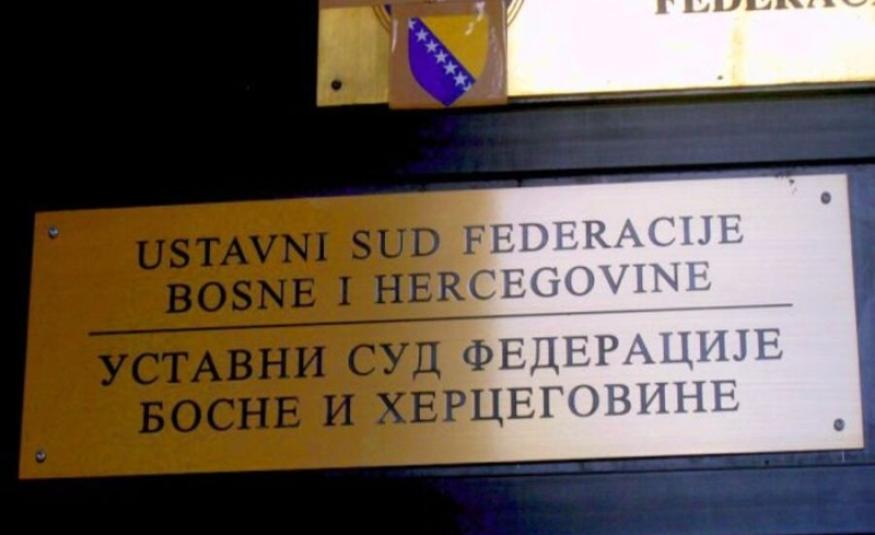 USTAVNI SUD FEDERACIJE
BOSNE I HERCEGOVINE
УСТАВНИ СУД ФЕДЕРАЦИЈЕ
БОСНЕ И ХЕРЦЕГОВИНЕ